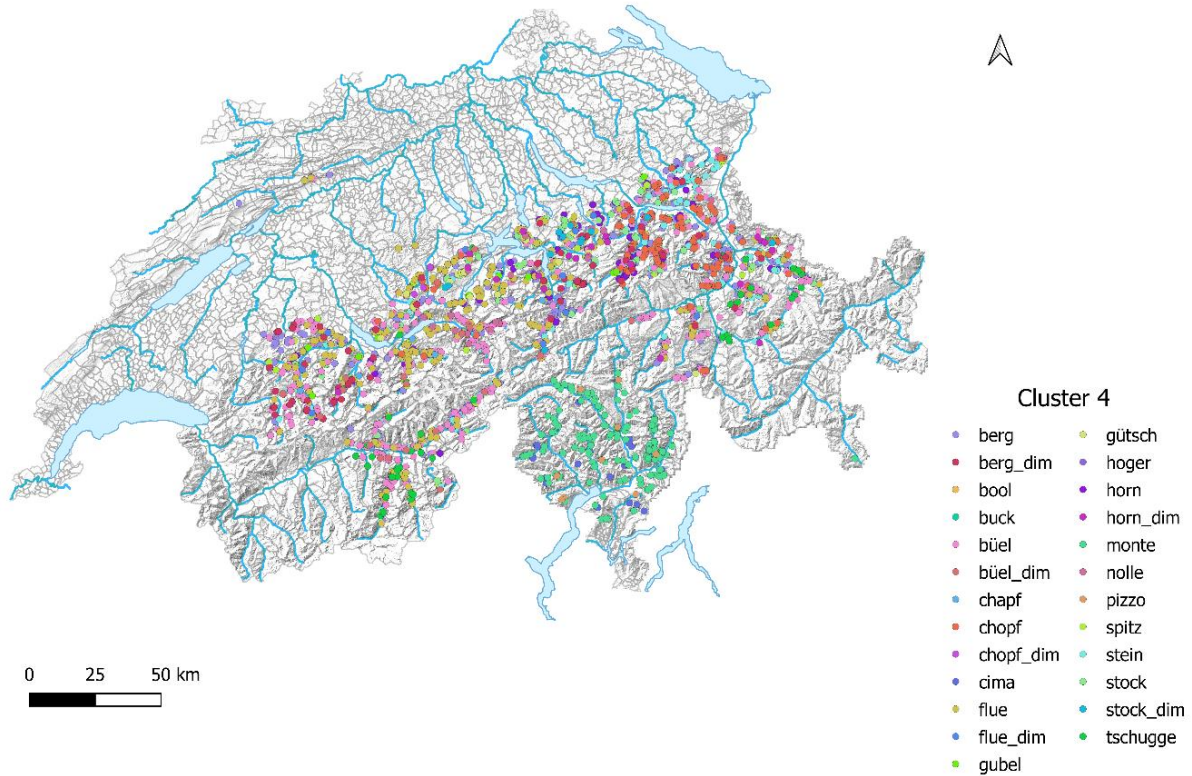 Cluster 4
berg
berg_dim
bool
buck
büel
büel_dim
chapf
chopf
chopf_dim
cima
flue
flue_dim
gubel
gütsch
hoger
horn
horn_dim
monte
nolle
pizzo
spitz
stein
stock
stock_dim
tschugge
0 25 50 km